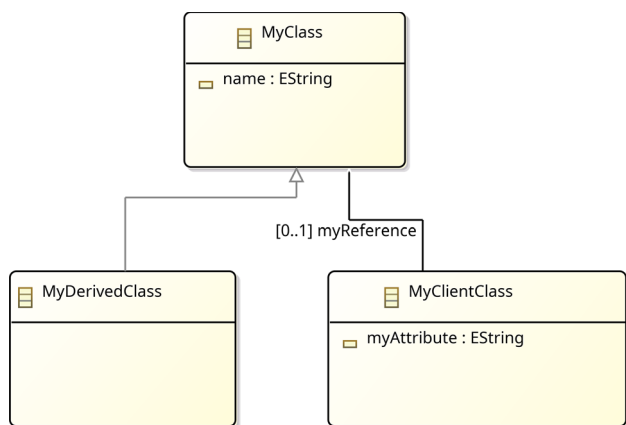 MyClass
name : EString
[0..1] myReference
MyDerivedClass
MyClientClass
myAttribute : EString